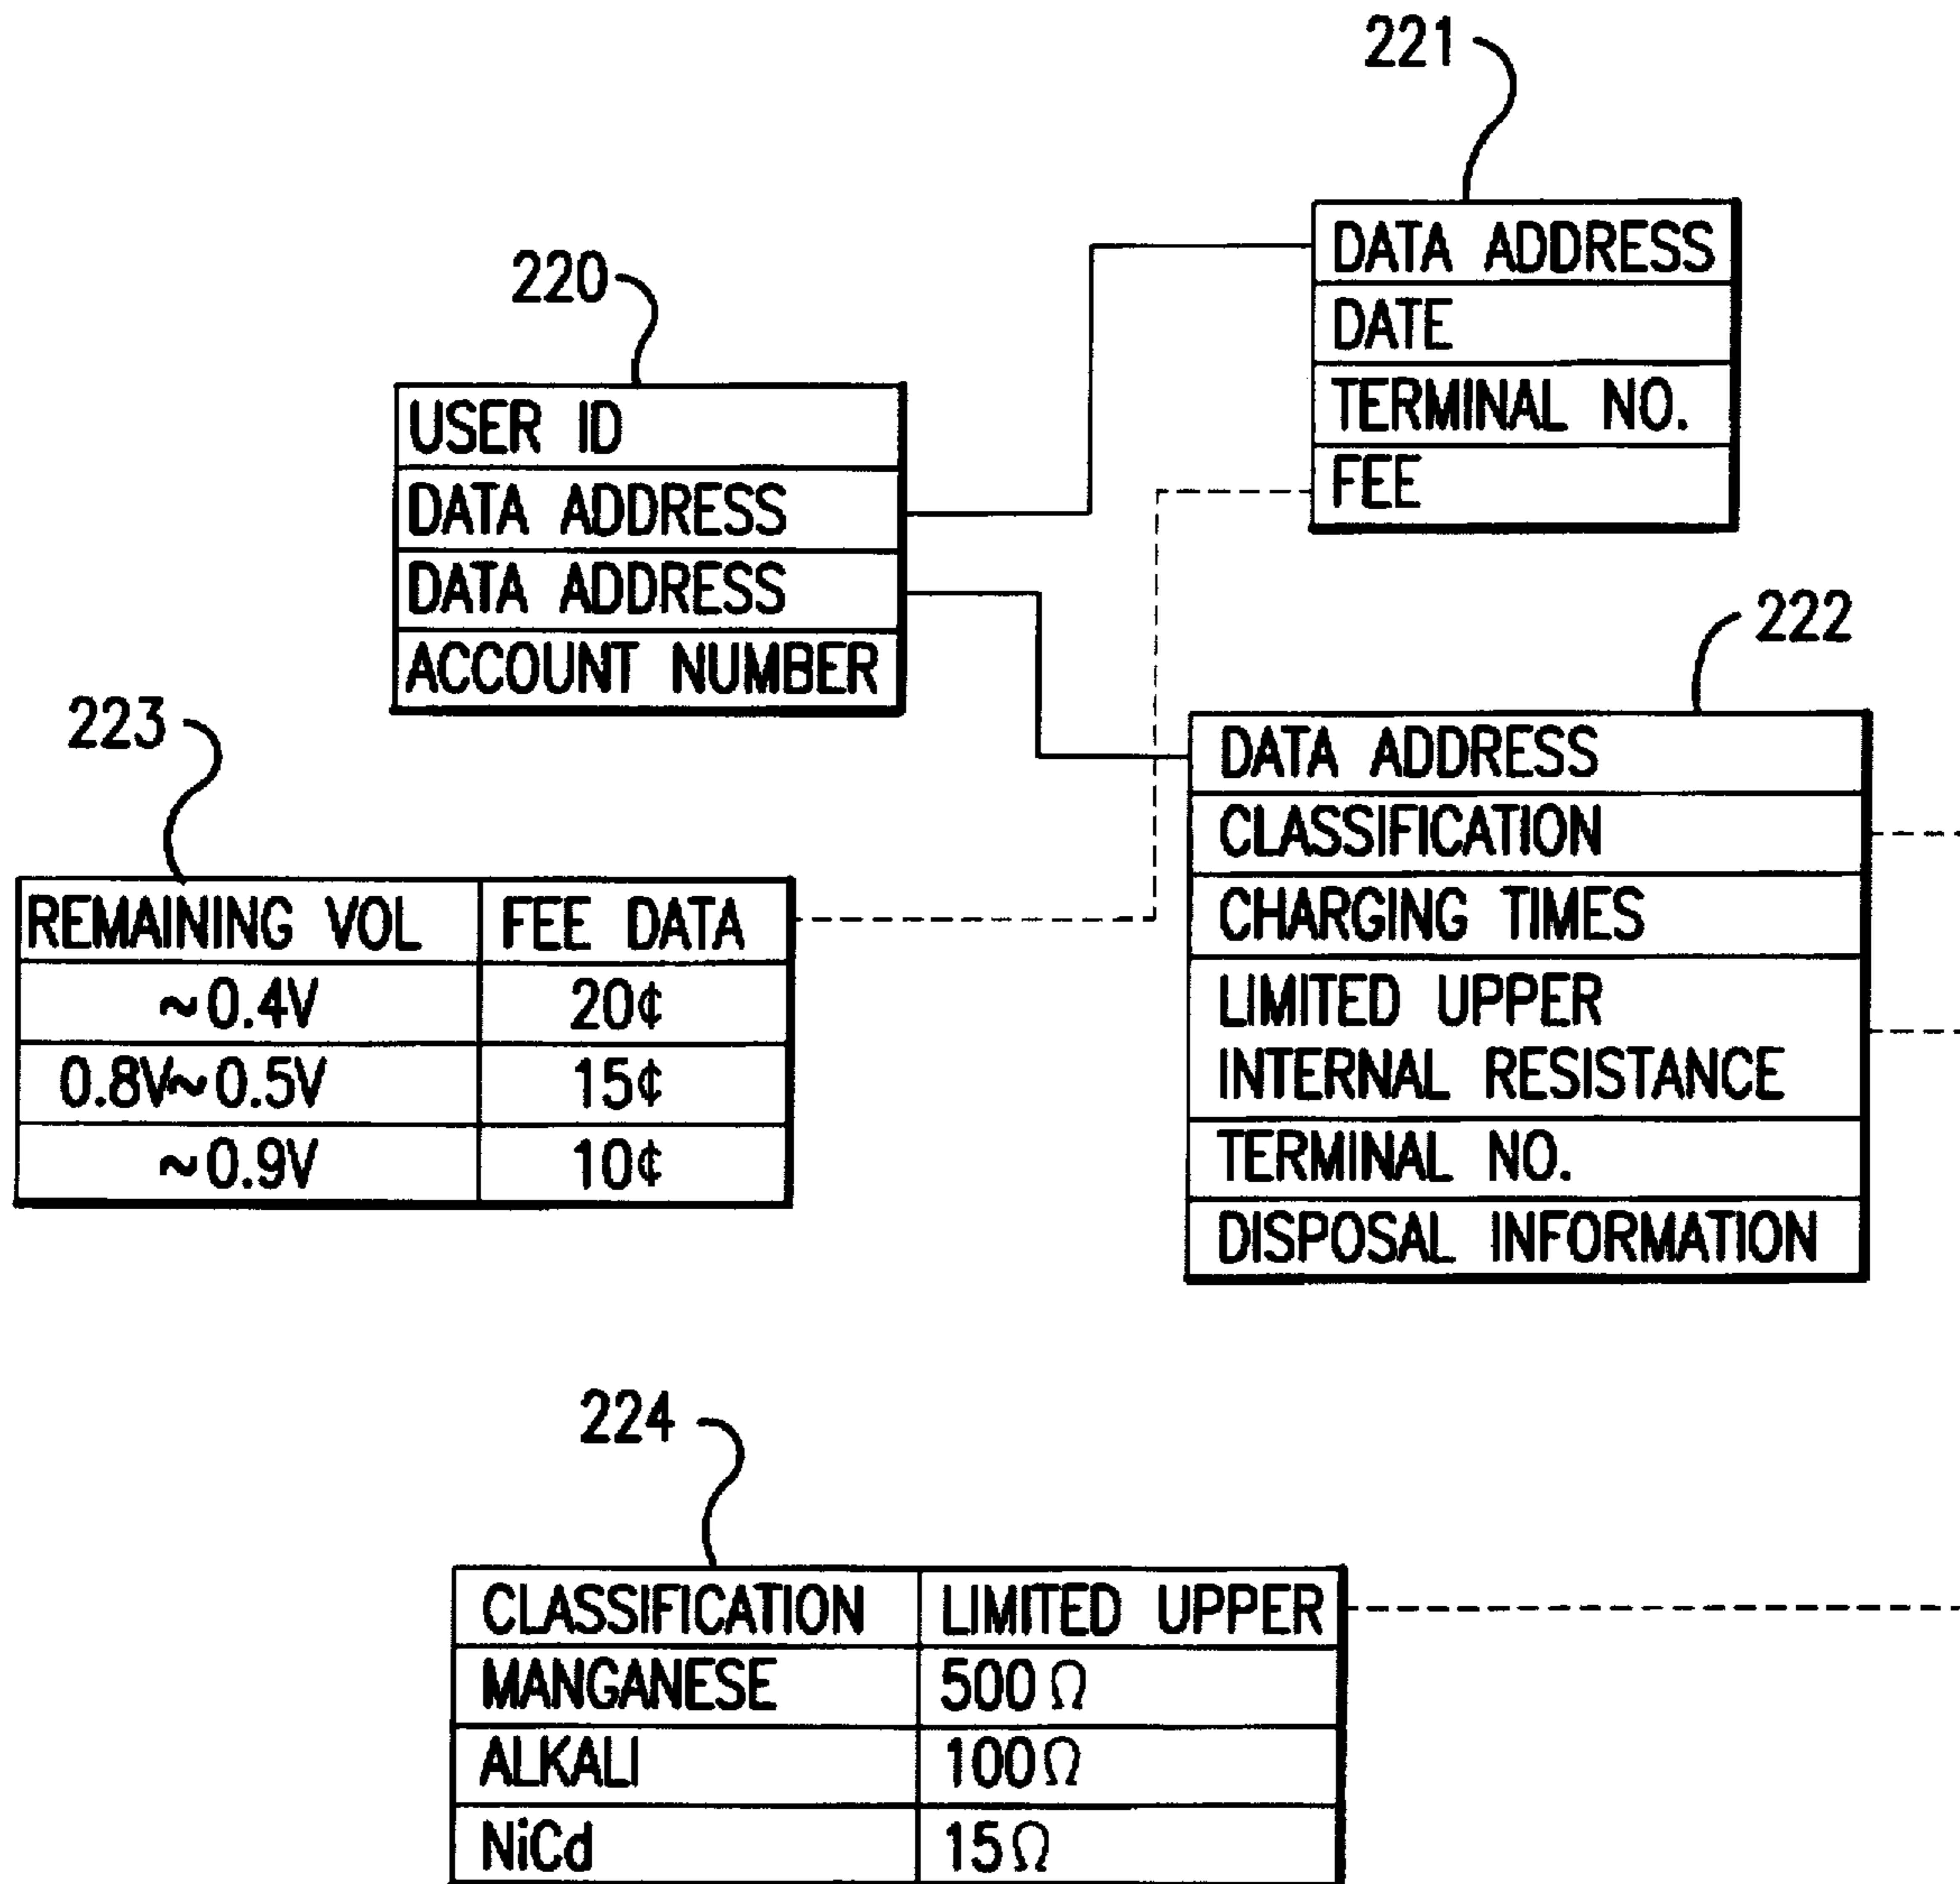 221
DATA ADDRESS
DATE
TERMINAL NO.
FEE
220
USER ID
DATA ADDRESS
DATA ADDRESS
ACCOUNT NUMBER
222
DATA ADDRESS
CLASSIFICATION
CHARGING TIMES
LIMITED UPPER
INTERNAL RESISTANCE
TERMINAL NO.
DISPOSAL INFORMATION
223
REMAINING VOL FEE DATA
~0.4V 20¢
0.8V~0.5V 15¢
~0.9V 10¢
224
CLASSIFICATION LIMITED UPPER
MANGANESE 500Ω
ALKALI 100Ω
NiCd 15Ω